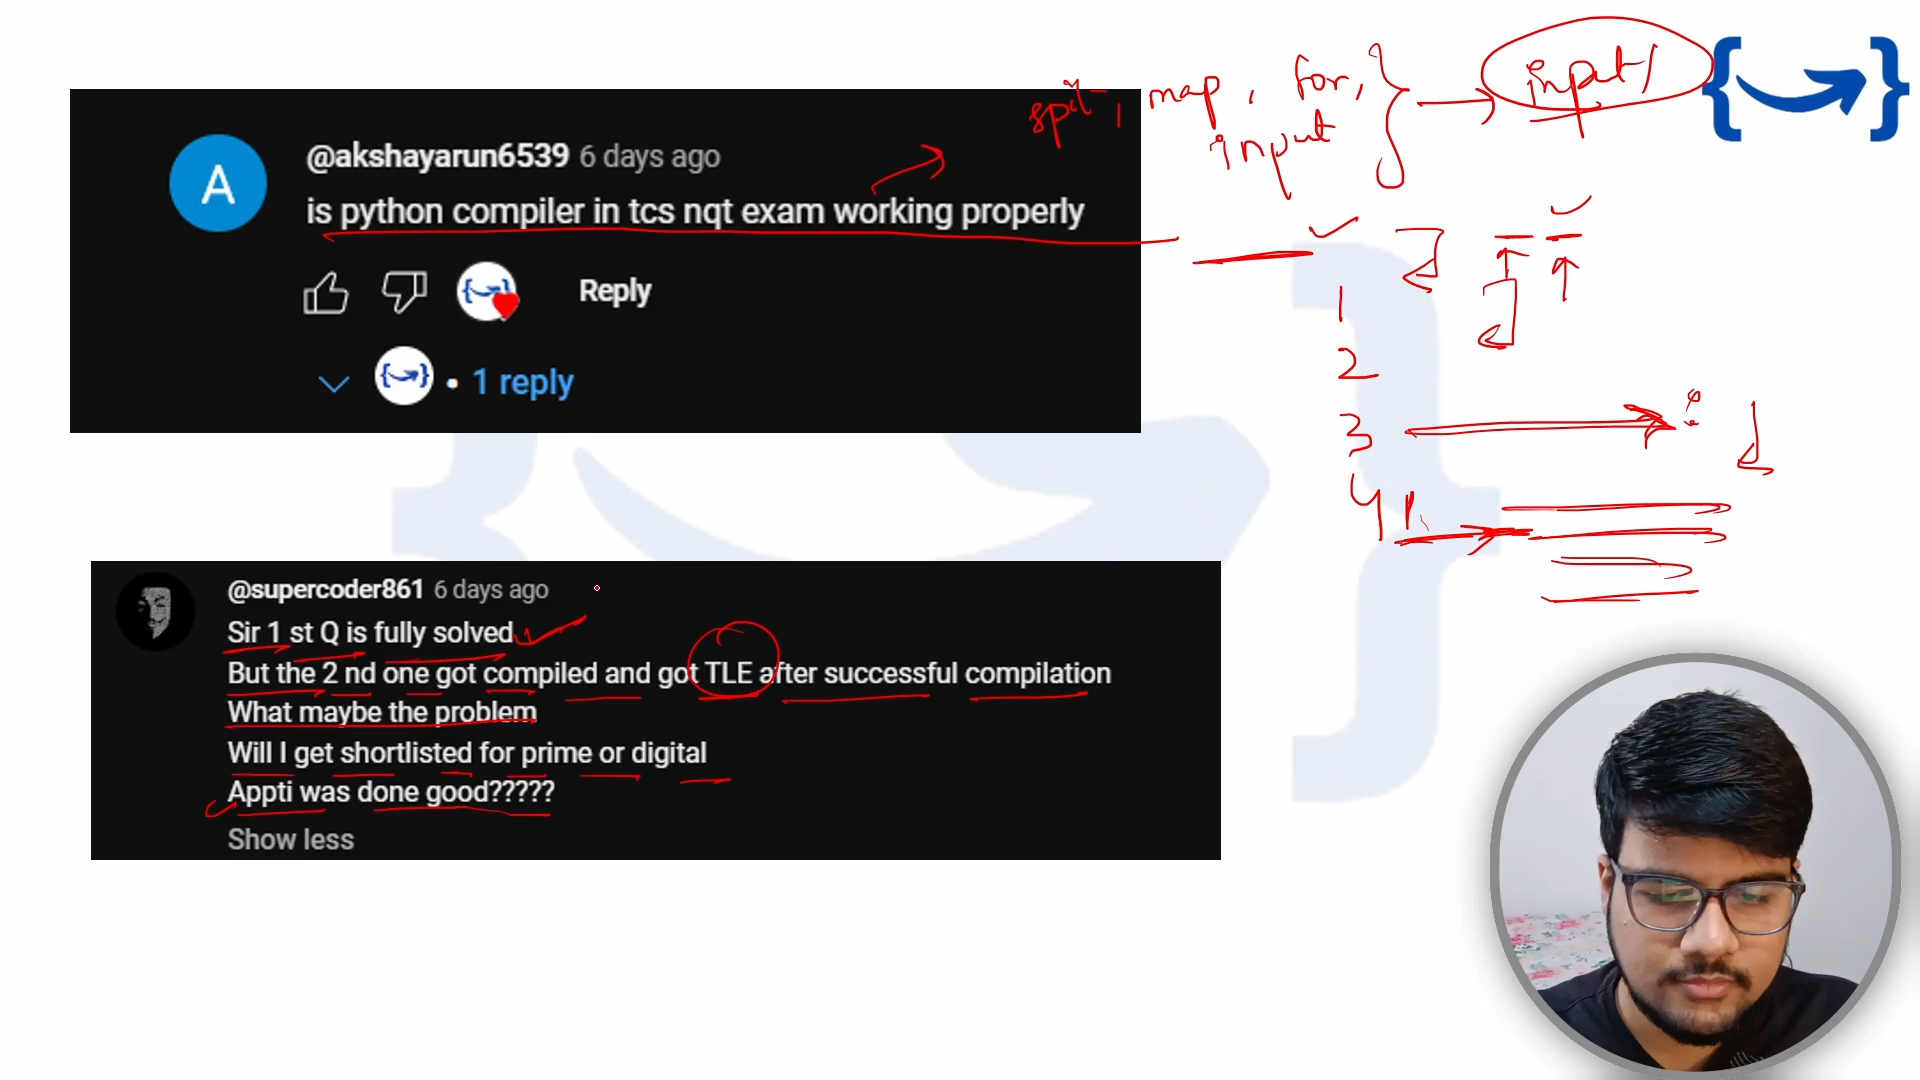 split, map, for,
input
input
@akshayarun6539 6 days ago
is python compiler in tcs nqt exam working properly
Reply
• 1 reply
1
2
3
4
@supercoder861 6 days ago
Sir 1 st Q is fully solved
But the 2 nd one got compiled and got TLE after successful compilation
What maybe the problem
Will I get shortlisted for prime or digital
Appti was done good?????
Show less